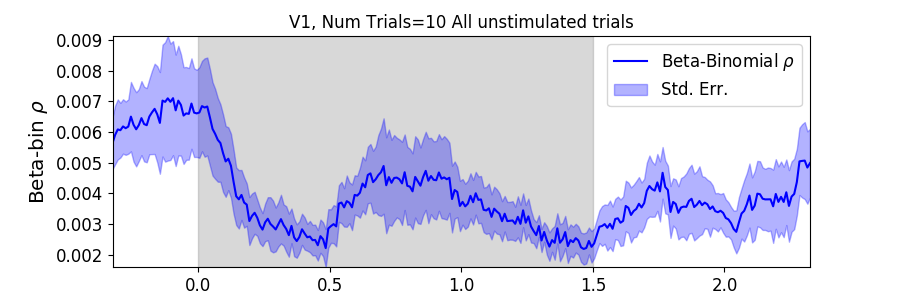 V1, Num Trials=10 All unstimulated trials
Beta-Binomial ρ
Std. Err.
Beta-bin ρ
0.009
0.008
0.007
0.006
0.005
0.004
0.003
0.002
0.0 0.5 1.0 1.5 2.0